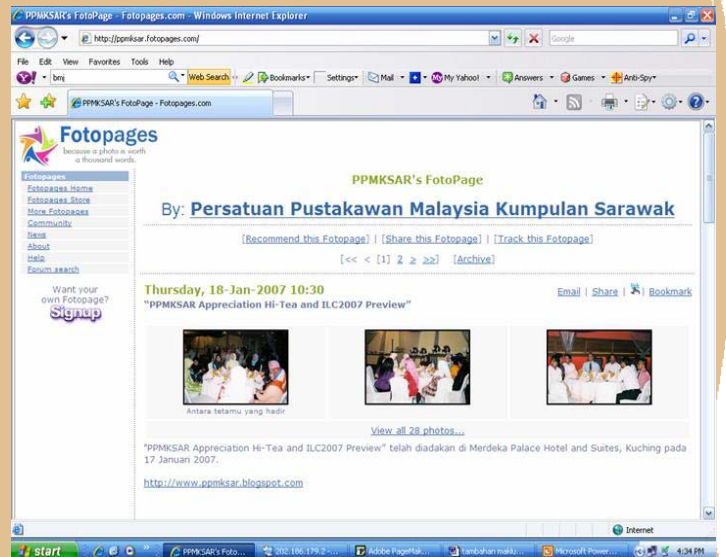 PPMKSAR's FotoPage - Fotopages.com - Windows Internet Explorer
http://ppmksar.fotopages.com/
Google
File Edit View Favorites Tools Help
bmj
Web Search
Bookmarks
Settings
Mail
My Yahoo!
Answers
Games
Anti-Spy
PPMKSAR's FotoPage - Fotopages.com
Fotopages
because a photo is worth
a thousand words.
Fotopages
Fotopages Home
Fotopages Store
More Fotopages
Community
News
About
Help
Forum search
Want your
own Fotopage?
Signup
PPMKSAR's FotoPage
By: Persatuan Pustakawan Malaysia Kumpulan Sarawak
[Recommend this Fotopage] | [Share this Fotopage] | [Track this Fotopage]
[<< < [1] 2 > >>] [Archive]
Thursday, 18-Jan-2007 10:30
Email | Share | Bookmark
"PPMKSAR Appreciation Hi-Tea and ILC2007 Preview"
Antara tetamu yang hadir
View all 28 photos...
"PPMKSAR Appreciation Hi-Tea and ILC2007 Preview" telah diadakan di Merdeka Palace Hotel and Suites, Kuching pada
17 Januari 2007.
http://www.ppmksar.blogspot.com
Internet
start
PPMKSAR's Foto...
202.186.179.2 -...
Adobe PageMak...
tambahan maklu...
Microsoft Power...
4:34 PM